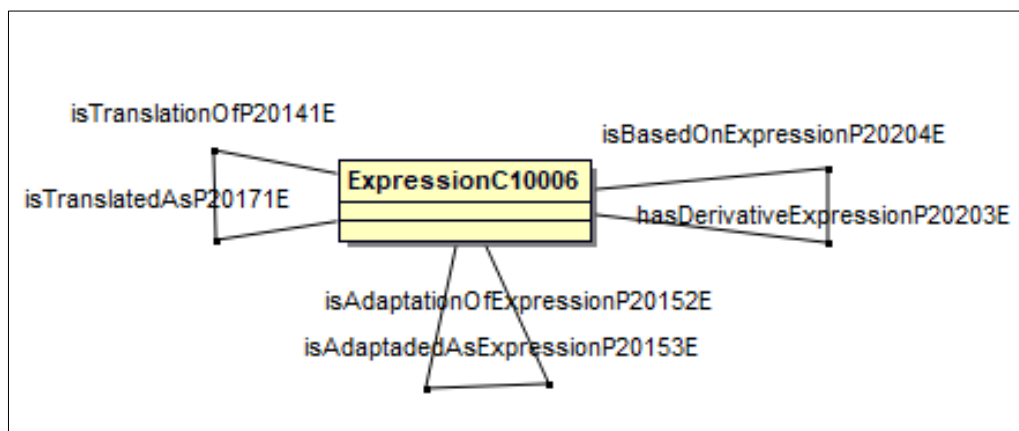 isTranslationOfP20141E
isBasedOnExpressionP20204E
ExpressionC10006
isTranslatedAsP20171E
hasDerivativeExpressionP20203E
isAdaptationOfExpressionP20152E
isAdaptadedAsExpressionP20153E